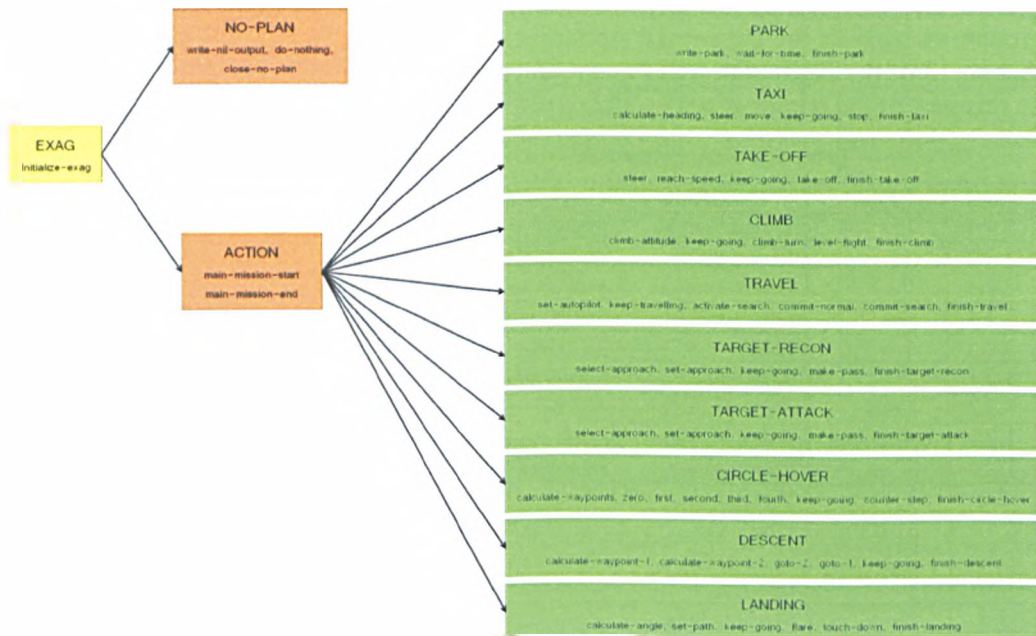 NO-PLAN
write-nil-output, do-nothing,
close-no-plan
EXAG
Initialize-exag
ACTION
main-mission-start
main-mission-end
PARK
write-park, wait-for-time, finish-park
TAXI
calculate-heading, steer, move, keep-going, stop, finish-taxi
TAKE-OFF
steer, reach-speed, keep-going, take-off, finish-take-off
CLIMB
climb-attitude, keep-going, climb-turn, level-flight, finish-climb
TRAVEL
set-autopilot, keep-travelling, activate-search, commit-normal, commit-search, finish-travel
TARGET-RECON
select-approach, set-approach, keep-going, make-pass, finish-target-recon
TARGET-ATTACK
select-approach, set-approach, keep-going, make-pass, finish-target-attack
CIRCLE-HOVER
calculate-waypoints, zero, first, second, third, fourth, keep-going, counter-step, finish-circle-hover
DESCENT
calculate-waypoint-1, calculate-waypoint-2, goto-2, goto-1, keep-going, finish-descent
LANDING
calculate-angle, set-path, keep-going, flare, touch-down, finish-landing